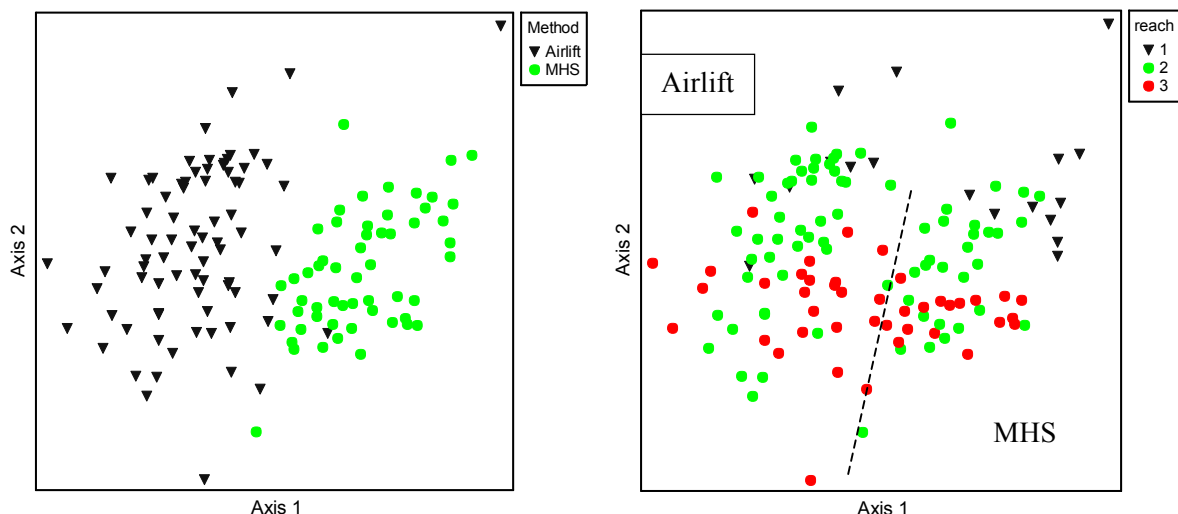 Method
Airlift
MHS
Axis 2
Axis 1
reach
1
2
3
Airlift
MHS
Axis 2
Axis 1